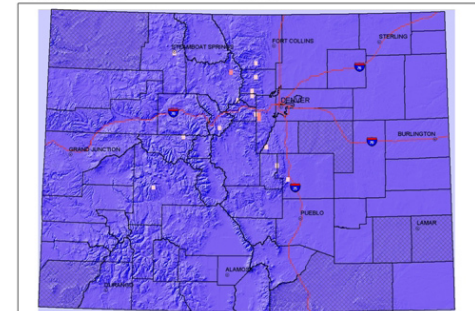 STEAMBOAT SPRINGS
FORT COLLINS
STERLING
DENVER
GRAND JUNCTION
BURLINGTON
PUEBLO
LAMAR
ALAMOSA
DURANGO